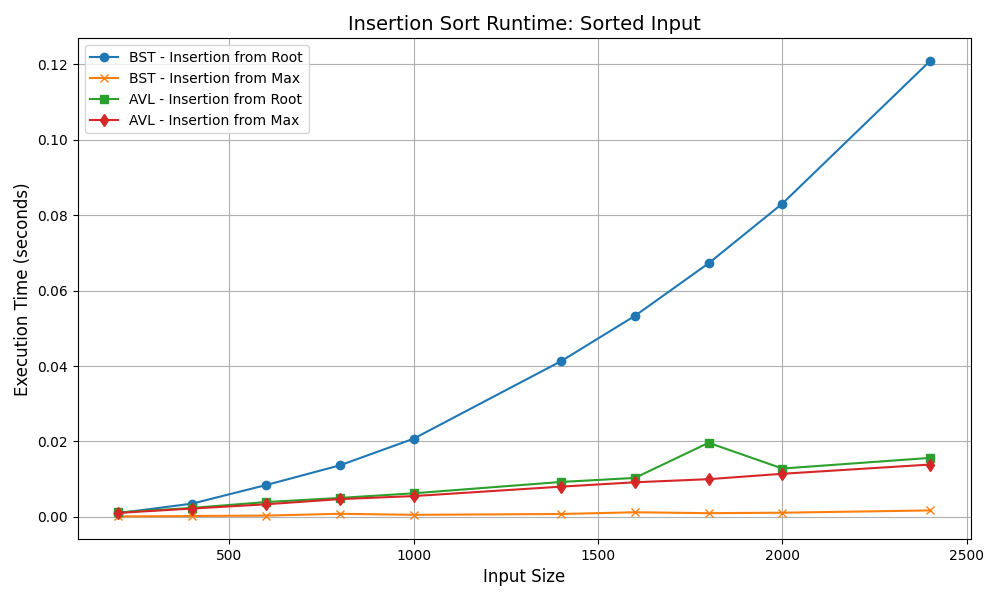 Insertion Sort Runtime: Sorted Input
BST - Insertion from Root
BST - Insertion from Max
AVL - Insertion from Root
AVL - Insertion from Max
Execution Time (seconds)
0.12
0.10
0.08
0.06
0.04
0.02
0.00
500
1000
1500
2000
2500
Input Size